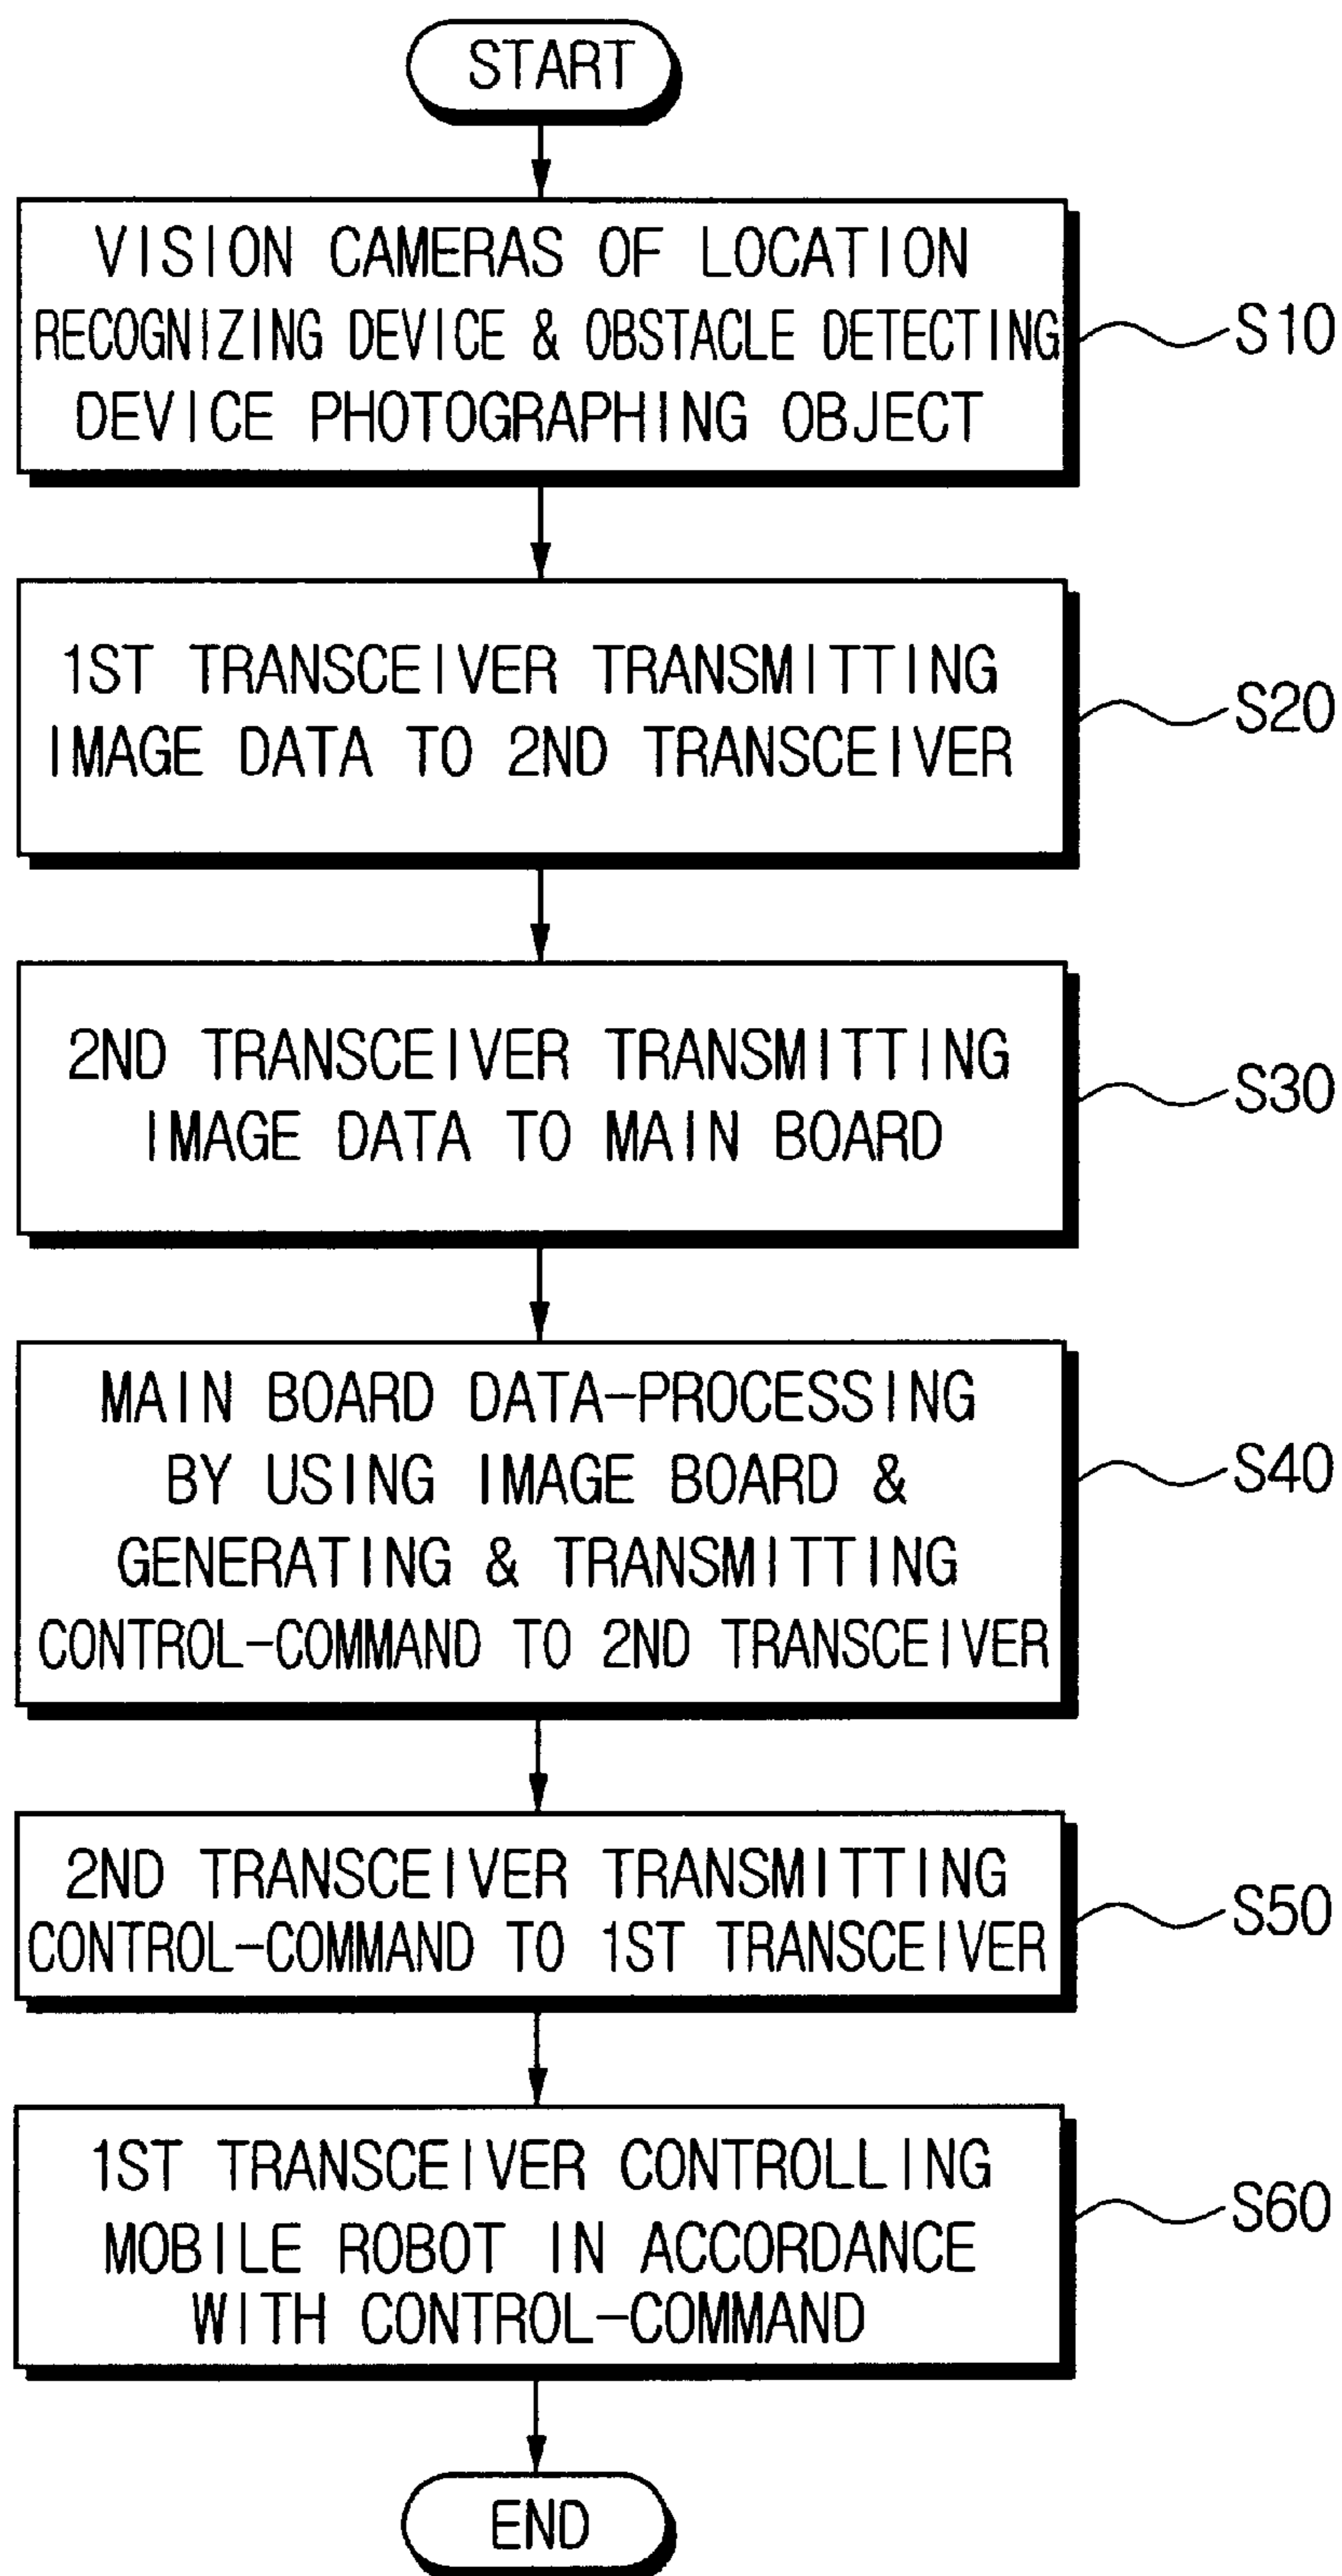 START
VISION CAMERAS OF LOCATION
RECOGNIZING DEVICE & OBSTACLE DETECTING
DEVICE PHOTOGRAPHING OBJECT
S10
1ST TRANSCEIVER TRANSMITTING
IMAGE DATA TO 2ND TRANSCEIVER
S20
2ND TRANSCEIVER TRANSMITTING
IMAGE DATA TO MAIN BOARD
S30
MAIN BOARD DATA-PROCESSING
BY USING IMAGE BOARD &
GENERATING & TRANSMITTING
CONTROL-COMMAND TO 2ND TRANSCEIVER
S40
2ND TRANSCEIVER TRANSMITTING
CONTROL-COMMAND TO 1ST TRANSCEIVER
S50
1ST TRANSCEIVER CONTROLLING
MOBILE ROBOT IN ACCORDANCE
WITH CONTROL-COMMAND
S60
END